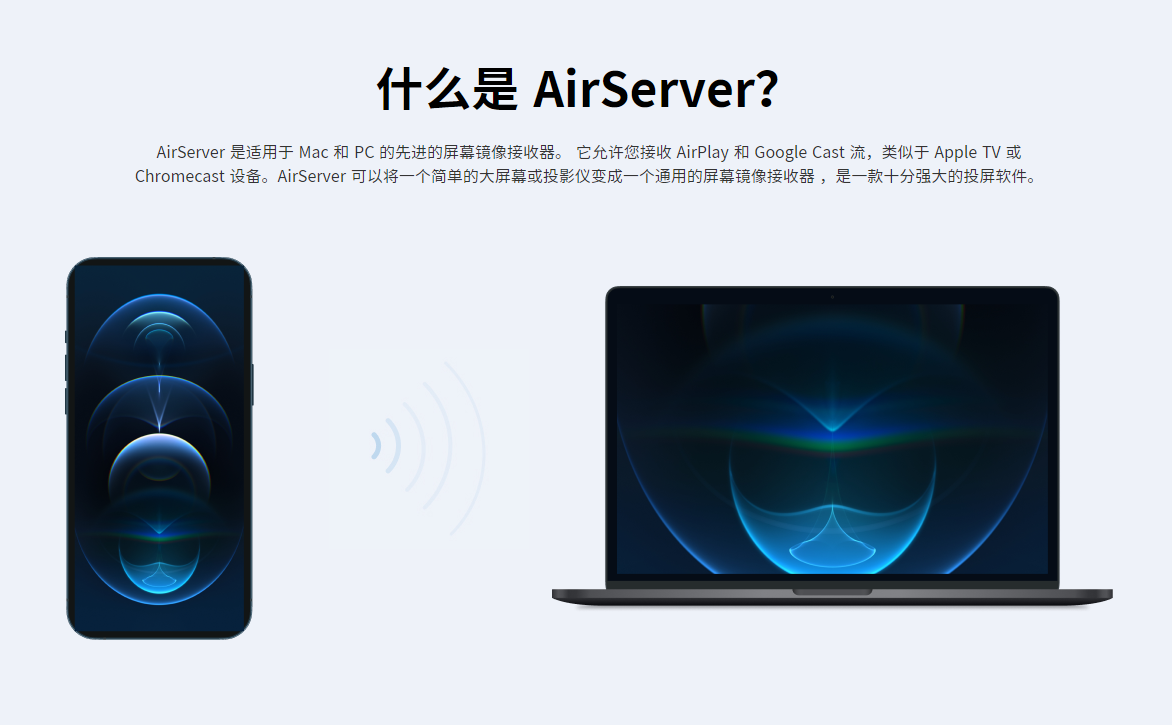 什么是 AirServer？
AirServer 是适用于 Mac 和 PC 的先进的屏幕镜像接收器。 它允许您接收 AirPlay 和 Google Cast 流，类似于 Apple TV 或
Chromecast 设备。AirServer 可以将一个简单的大屏幕或投影仪变成一个通用的屏幕镜像接收器 ，是一款十分强大的投屏软件。